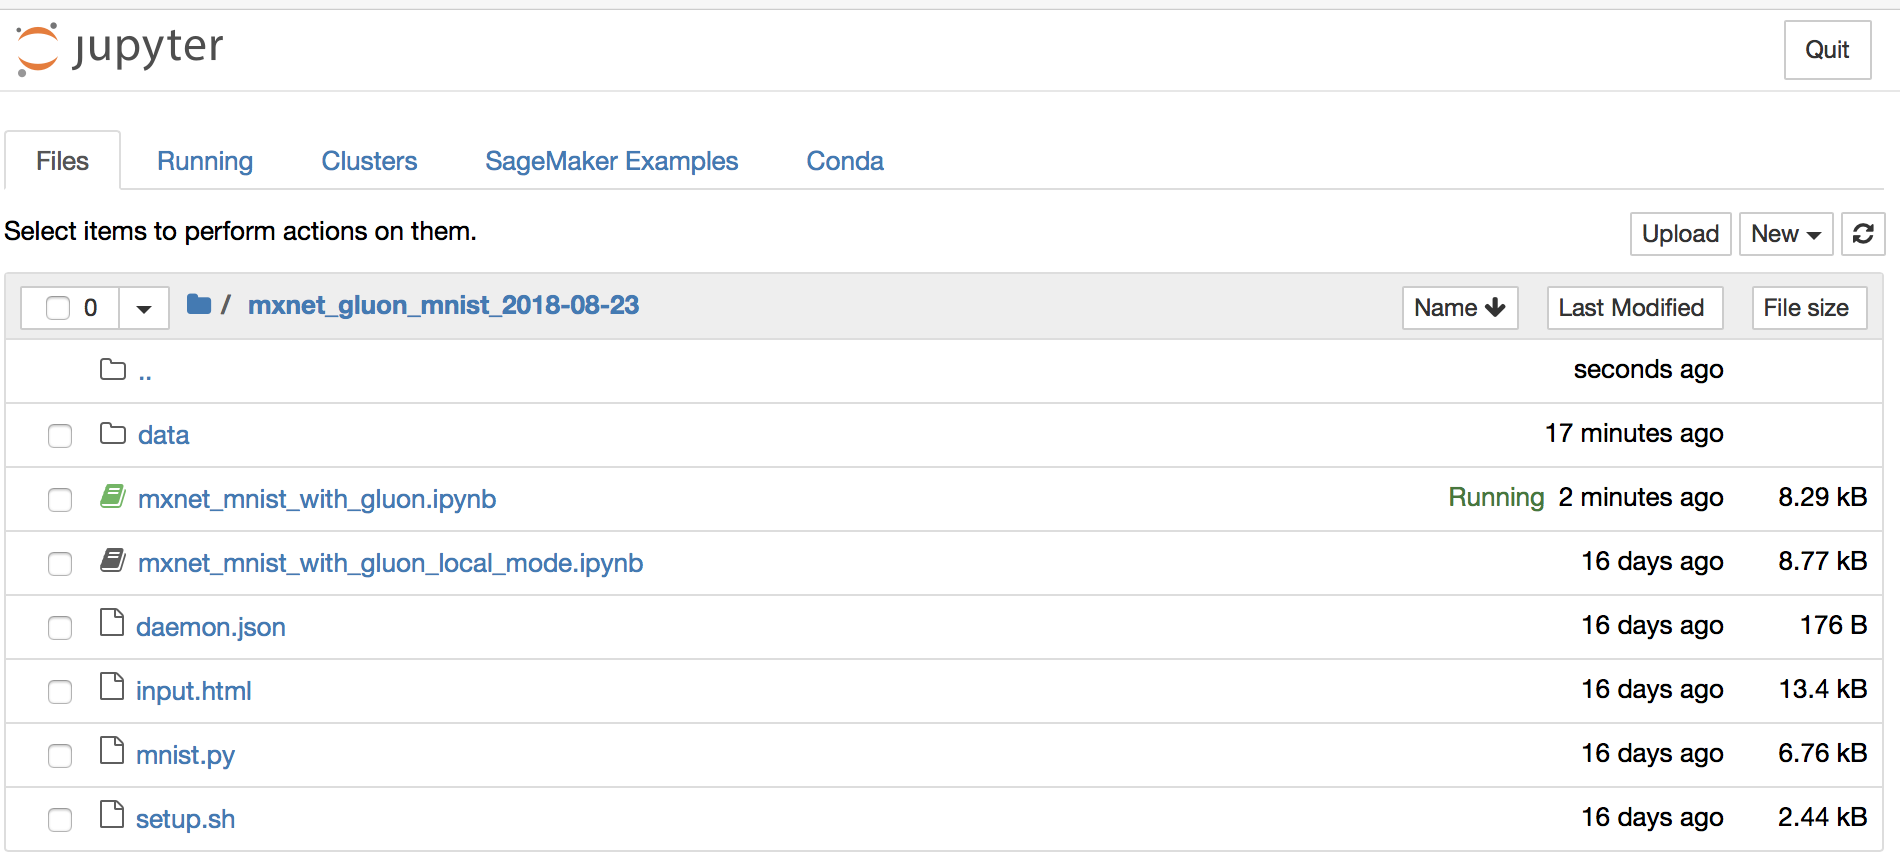 jupyter
Quit
Files Running Clusters SageMaker Examples Conda
Select items to perform actions on them.
Upload New
0 / mxnet_gluon_mnist_2018-08-23 Name Last Modified File size
.. seconds ago
data 17 minutes ago
mxnet_mnist_with_gluon.ipynb Running 2 minutes ago 8.29 kB
mxnet_mnist_with_gluon_local_mode.ipynb 16 days ago 8.77 kB
daemon.json 16 days ago 176 B
input.html 16 days ago 13.4 kB
mnist.py 16 days ago 6.76 kB
setup.sh 16 days ago 2.44 kB